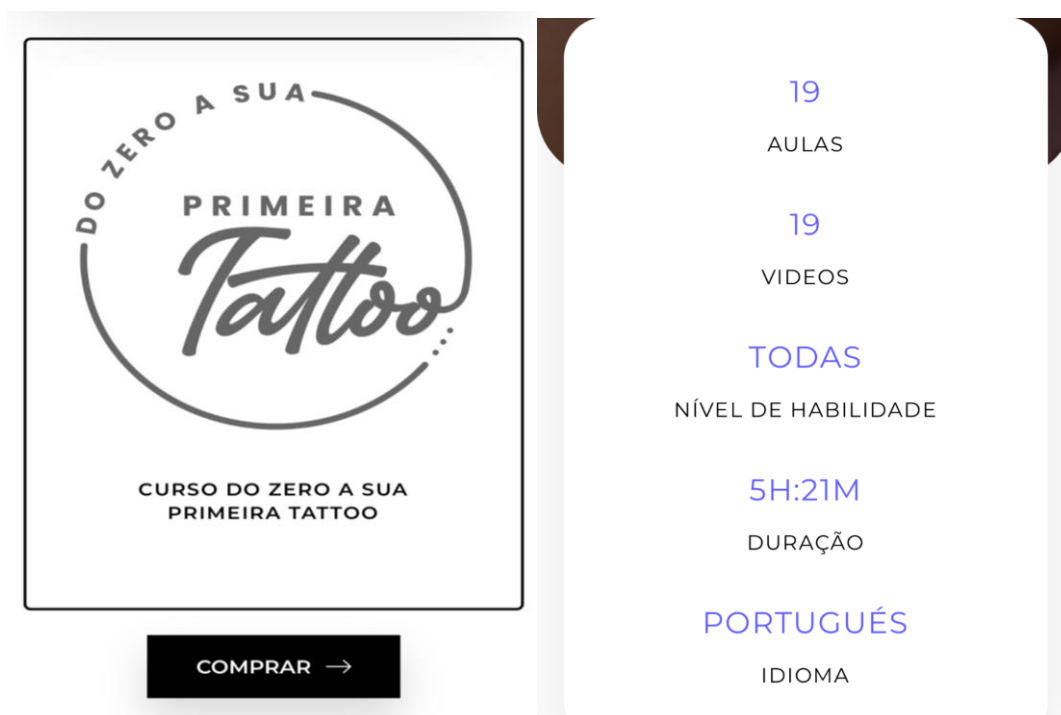 DO ZERO A SUA
PRIMEIRA
Tattoo
CURSO DO ZERO A SUA
PRIMEIRA TATTOO
COMPRAR →
19
AULAS
19
VIDEOS
TODAS
NÍVEL DE HABILIDADE
5H:21M
DURAÇÃO
PORTUGUÉS
IDIOMA